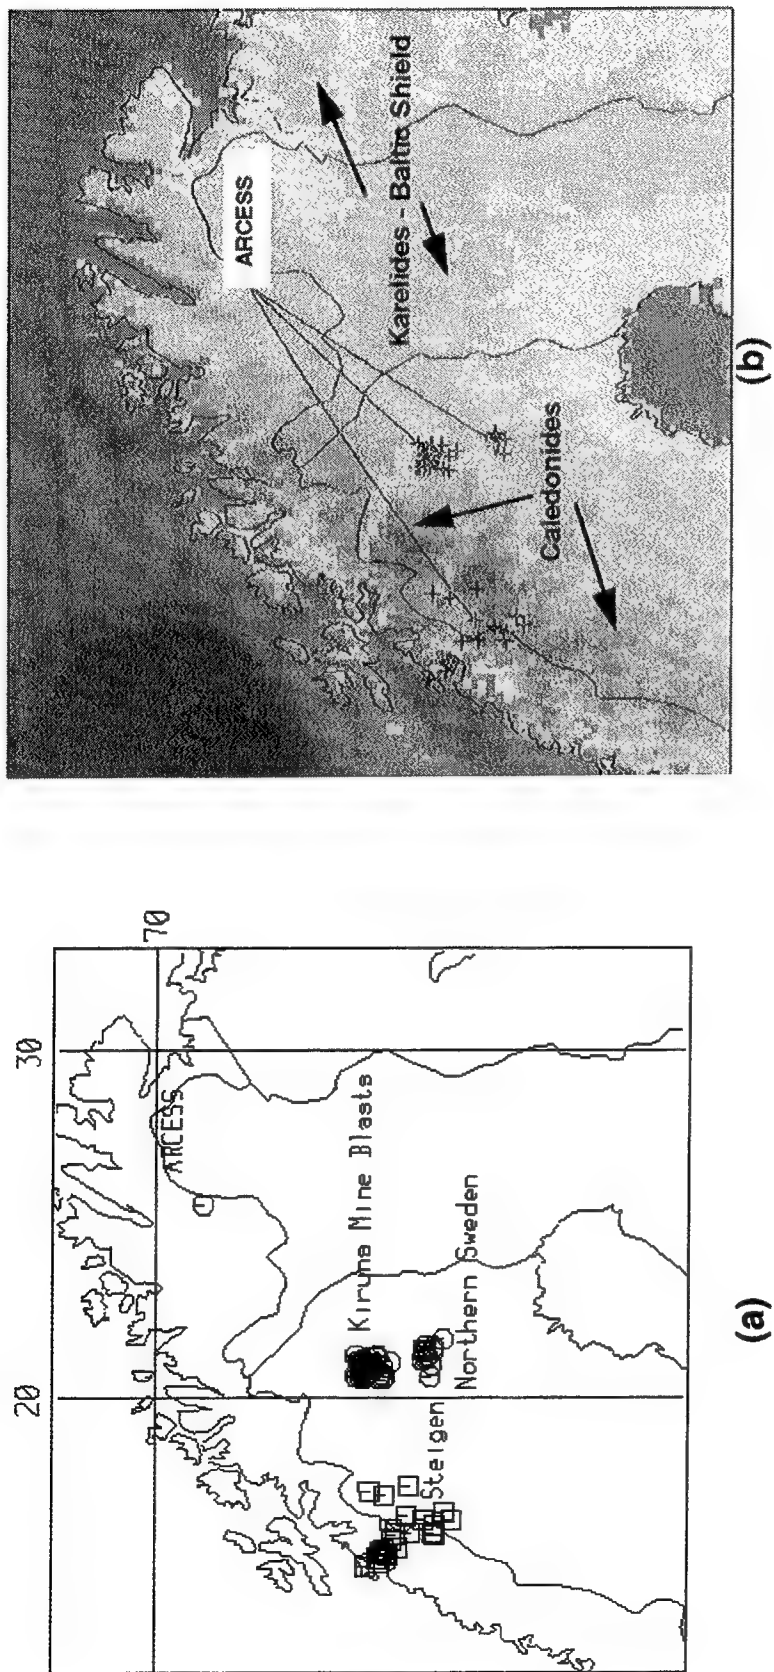 20
30
70
ARCESS
Kiruna Mine Blasts
Northern Sweden
Steigen
(a)
ARCESS
Karelides - Baltic Shield
Caledonides
(b)